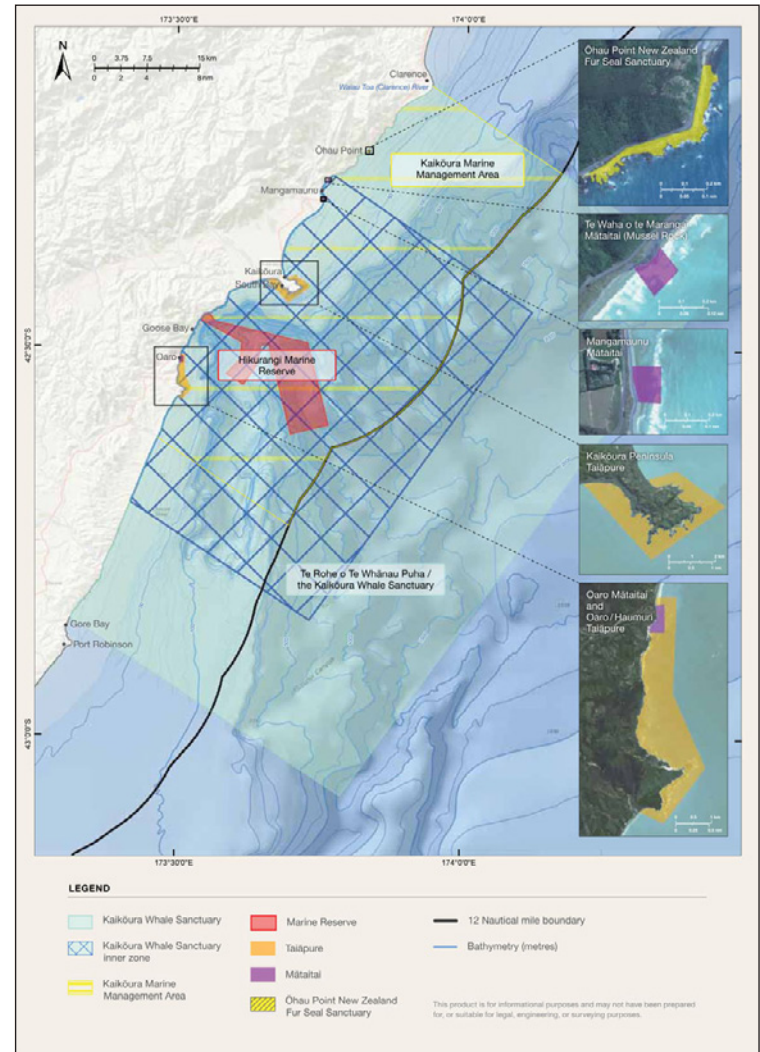 173°30'0"E
174°0'0"E
N
0 3.75 7.5 15 km
0 2 4 8 nm
Clarence
Waiau Toa (Clarence) River
Ōhau Point
Kaikōura Marine
Management Area
Mangamaunu
Kaikōura
South Bay
Goose Bay
Hikurangi Marine
Reserve
Oaro
42°30'0"S
Te Rohe o Te Whānau Puha /
the Kaikōura Whale Sanctuary
Gore Bay
Port Robinson
43°0'0"S
173°30'0"E
174°0'0"E
Ōhau Point New Zealand
Fur Seal Sanctuary
Te Waha o te Marangai
Mātaitai (Mussel Rock)
Mangamaunu
Mātaitai
Kaikōura Peninsula
Taiāpure
Oaro Mātaitai
and
Oaro/Haumuri
Taiāpure
LEGEND
Kaikōura Whale Sanctuary
Kaikōura Whale Sanctuary
inner zone
Kaikōura Marine
Management Area
Marine Reserve
Taiāpure
Mātaitai
Ōhau Point New Zealand
Fur Seal Sanctuary
12 Nautical mile boundary
Bathymetry (metres)
This product is for informational purposes and may not have been prepared
for, or suitable for legal, engineering, or surveying purposes.